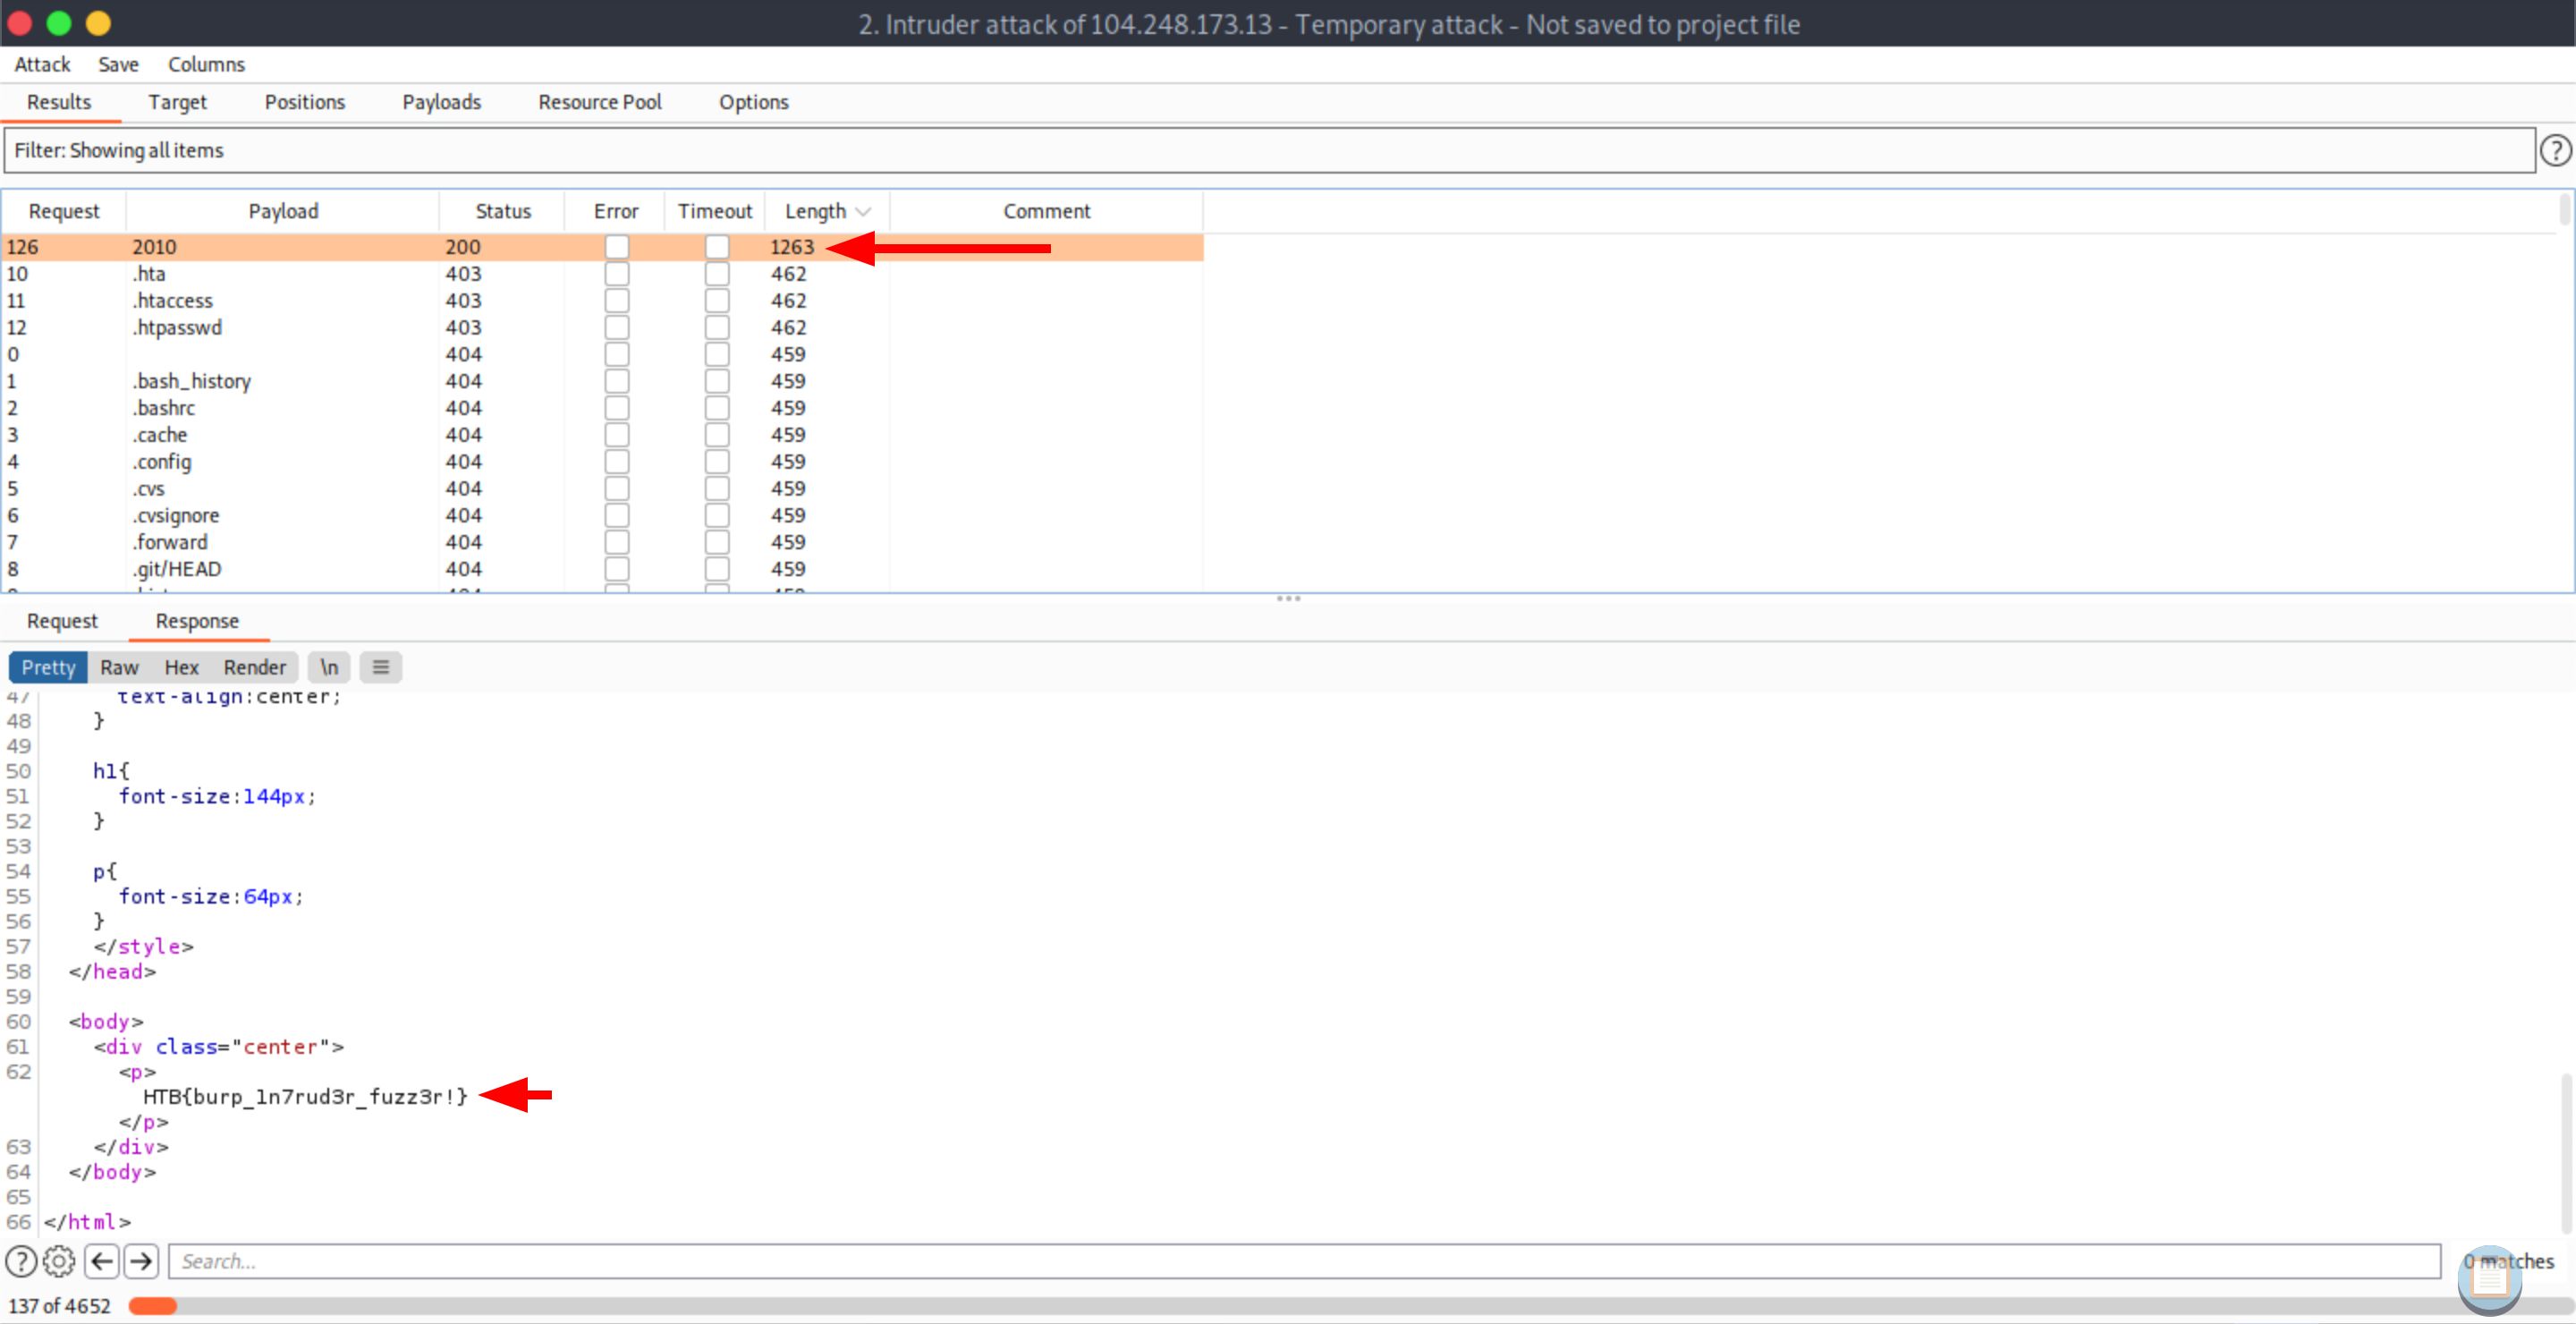 2. Intruder attack of 104.248.173.13 - Temporary attack - Not saved to project file
Attack Save Columns
Results Target Positions Payloads Resource Pool Options
Filter: Showing all items
Request Payload Status Error Timeout Length Comment
126 2010 200 1263
10 .hta 403 462
11 .htaccess 403 462
12 .htpasswd 403 462
0 404 459
1 .bash_history 404 459
2 .bashrc 404 459
3 .cache 404 459
4 .config 404 459
5 .cvs 404 459
6 .cvsignore 404 459
7 .forward 404 459
8 .git/HEAD 404 459
Request Response
Pretty Raw Hex Render \n
47 text-align:center;
48 }
49
50 h1{
51 font-size:144px;
52 }
53
54 p{
55 font-size:64px;
56 }
57 </style>
58 </head>
59
60 <body>
61 <div class="center">
62 <p>
HTB{burp_1n7rud3r_fuzz3r!}
</p>
63 </div>
64 </body>
65
66 </html>
Search...
0 matches
137 of 4652